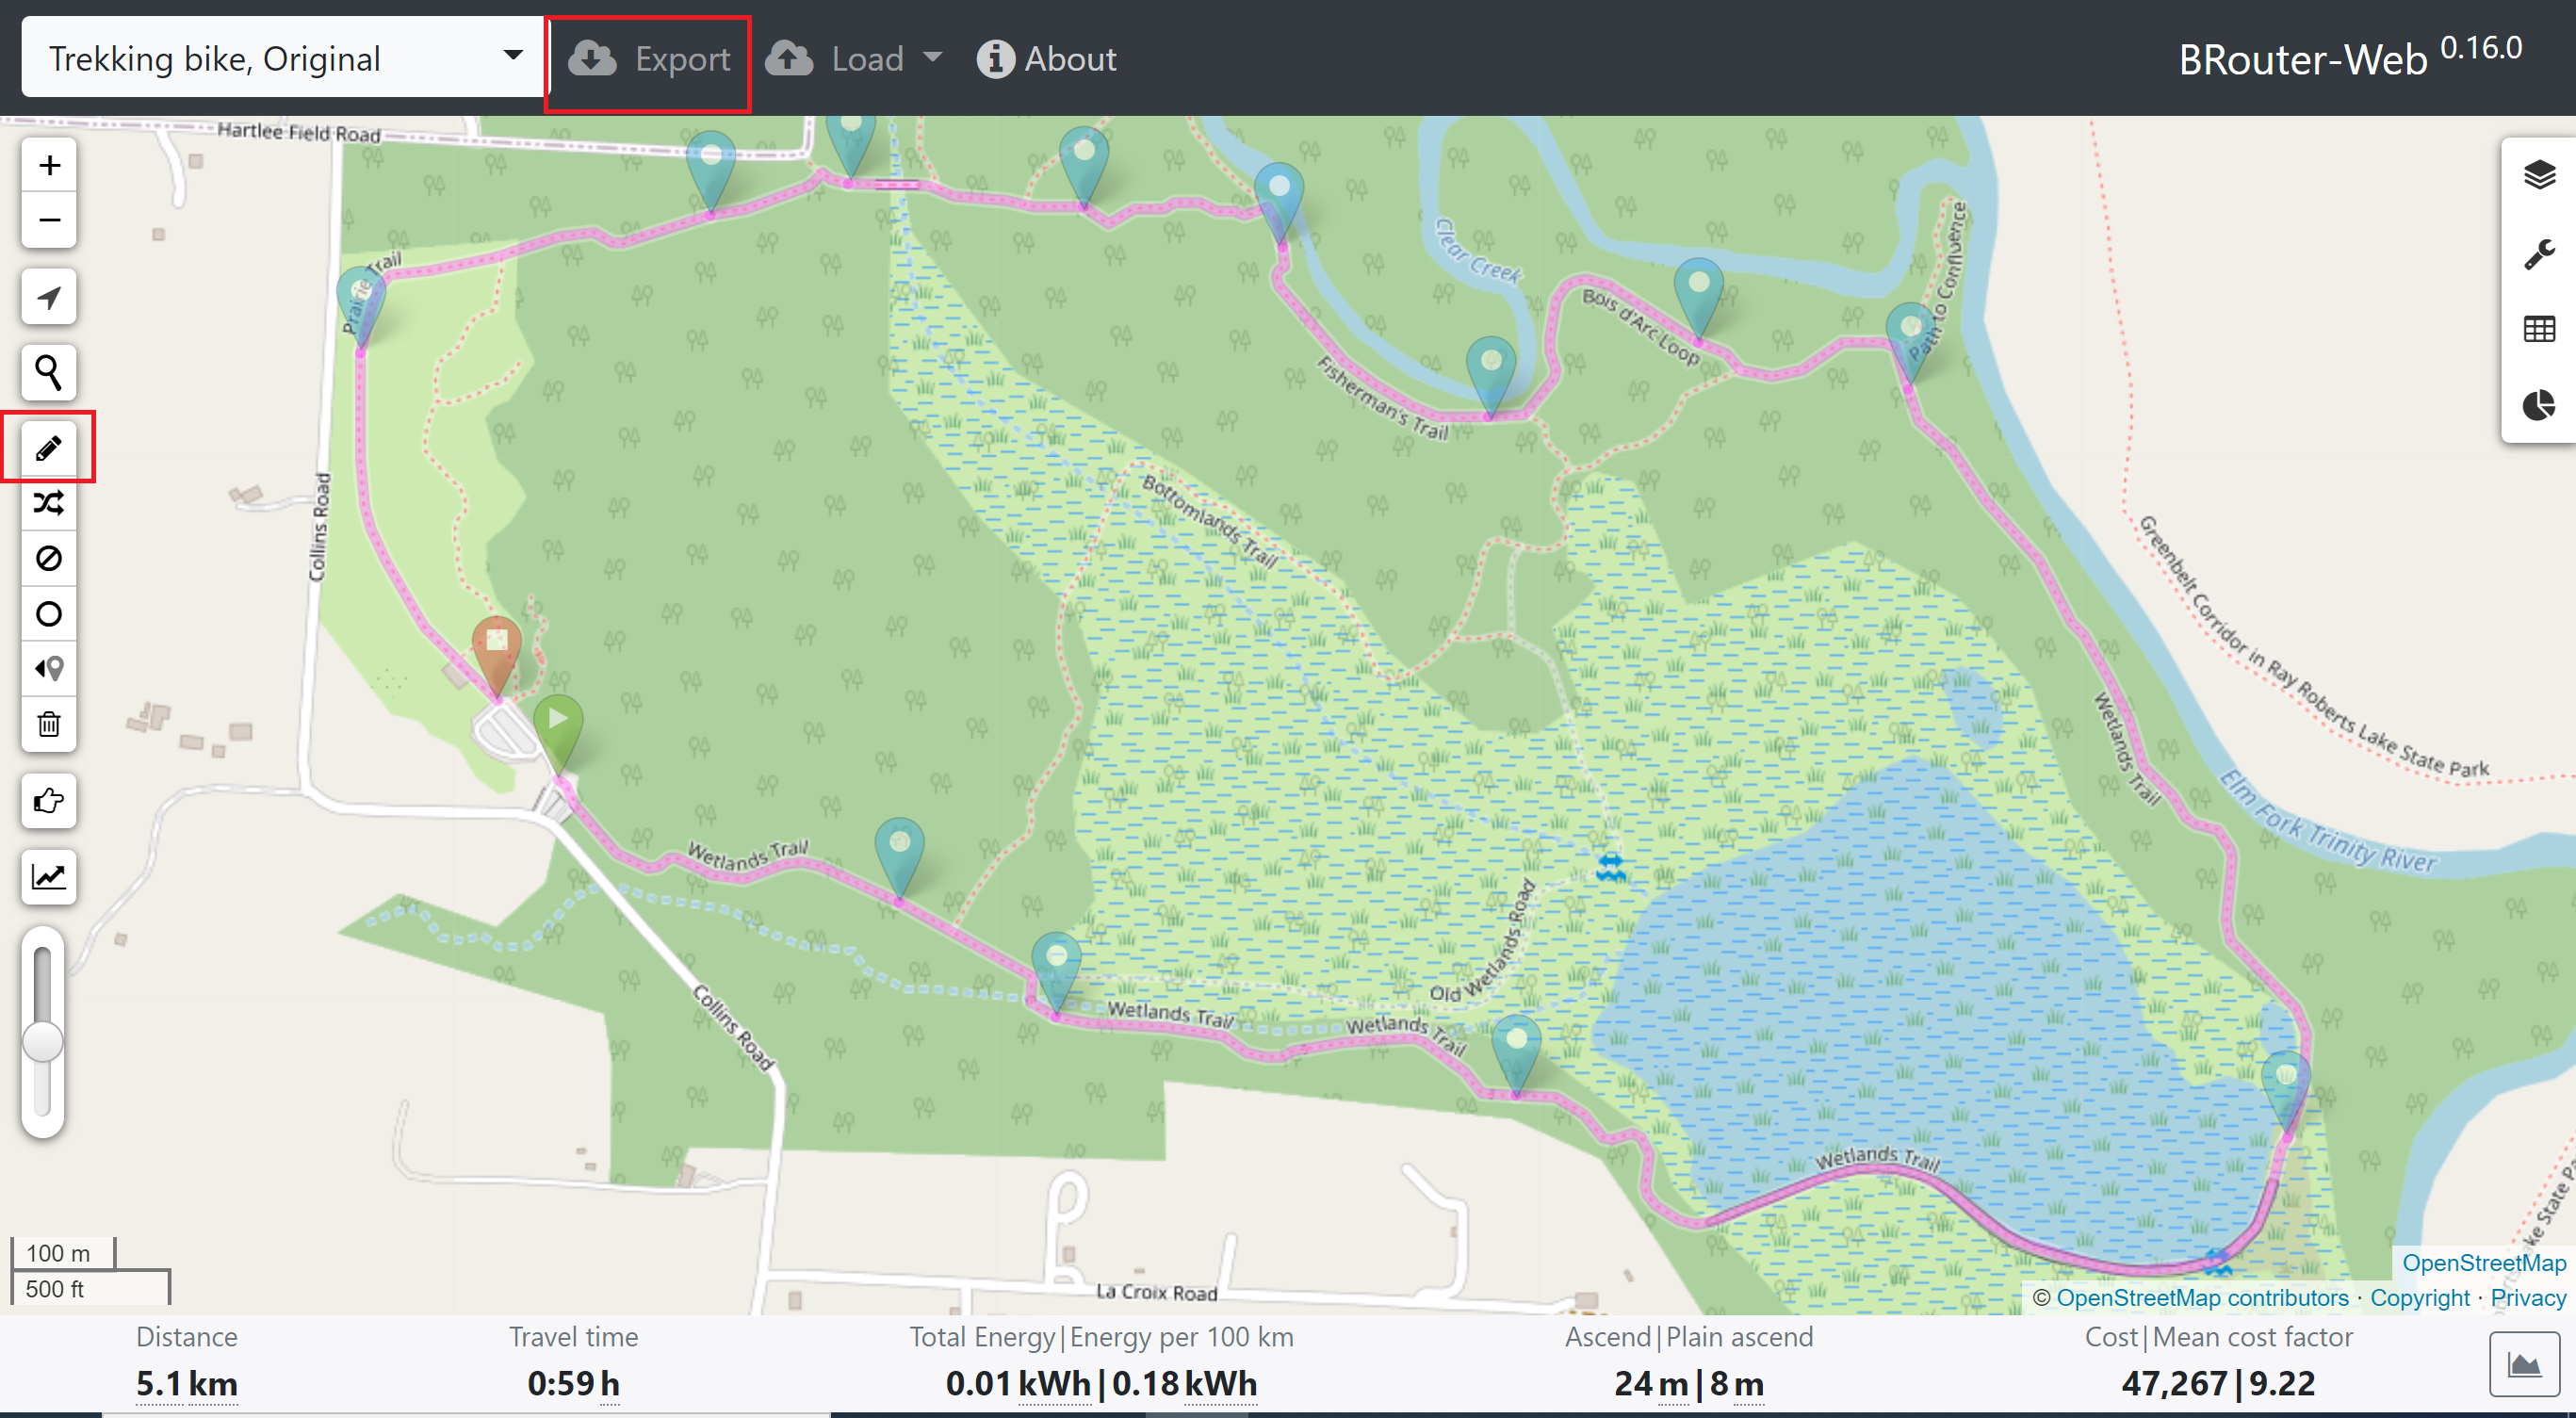 Trekking bike, Original
Export
Load
About
BRouter-Web 0.16.0
Hartlee Field Road
Prairie Trail
Collins Road
Clear Creek
Bois d'Arc Loop
Path to Confluence
Fisherman's Trail
Bottomlands Trail
Greenbelt Corridor in Ray Roberts Lake State Park
Wetlands Trail
Elm Fork Trinity River
Wetlands Trail
Old Wetlands Road
Wetlands Trail
Wetlands Trail
Collins Road
Wetlands Trail
La Croix Road
100 m
500 ft
OpenStreetMap
© OpenStreetMap contributors · Copyright · Privacy
Distance
5.1 km
Travel time
0:59 h
Total Energy|Energy per 100 km
0.01 kWh|0.18 kWh
Ascend|Plain ascend
24 m|8 m
Cost|Mean cost factor
47,267|9.22